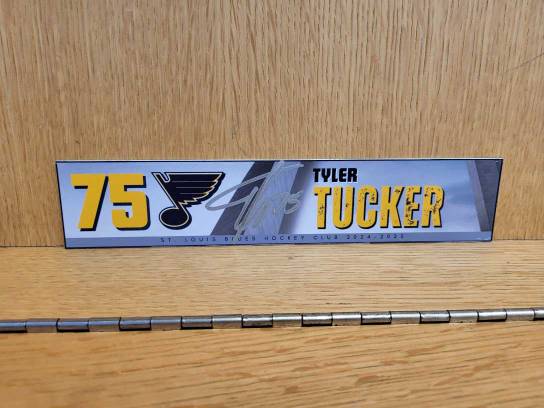 75
TYLER
TUCKER
ST. LOUIS BLUES HOCKEY CLUB 2024-2025